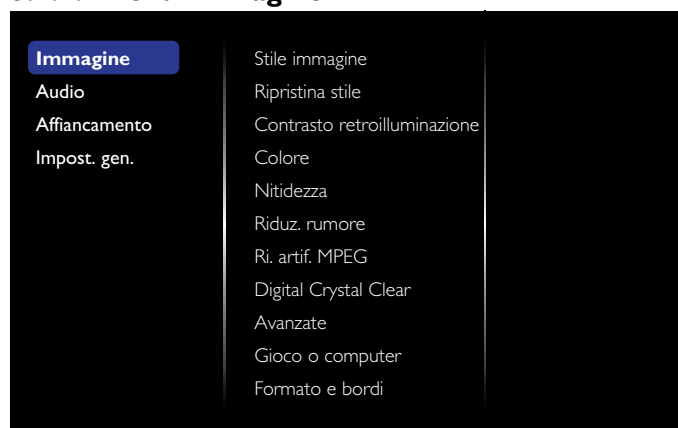 Immagine
Audio
Affiancamento
Impost. gen.
Stile immagine
Ripristina stile
Contrasto retroilluminazione
Colore
Nitidezza
Riduz. rumore
Ri. artif. MPEG
Digital Crystal Clear
Avanzate
Gioco o computer
Formato e bordi